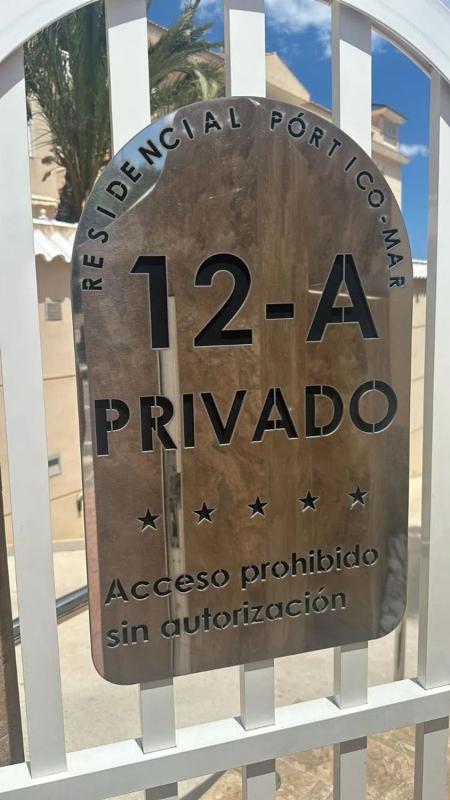 RESIDENCIAL PÓRTICO-MAR
12-A
PRIVADO
Acceso prohibido
sin autorización